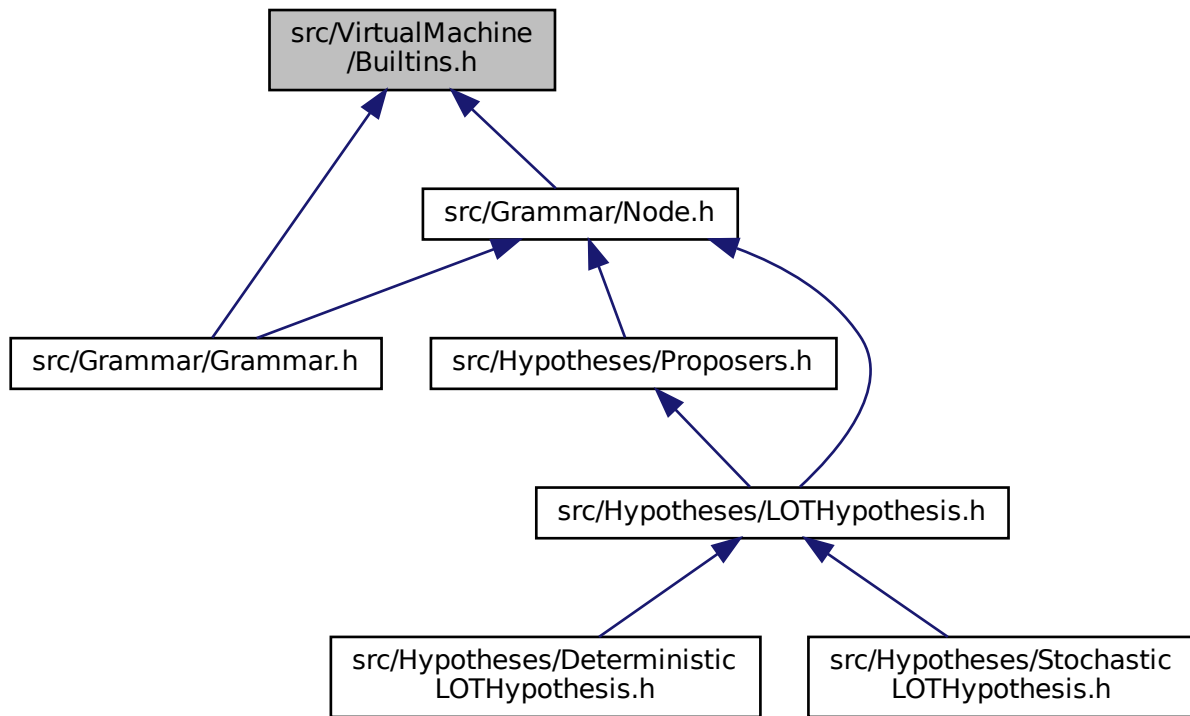 src/VirtualMachine
/Builtins.h
src/Grammar/Node.h
src/Grammar/Grammar.h
src/Hypotheses/Proposers.h
src/Hypotheses/LOTHypothesis.h
src/Hypotheses/Deterministic
LOTHypothesis.h
src/Hypotheses/Stochastic
LOTHypothesis.h